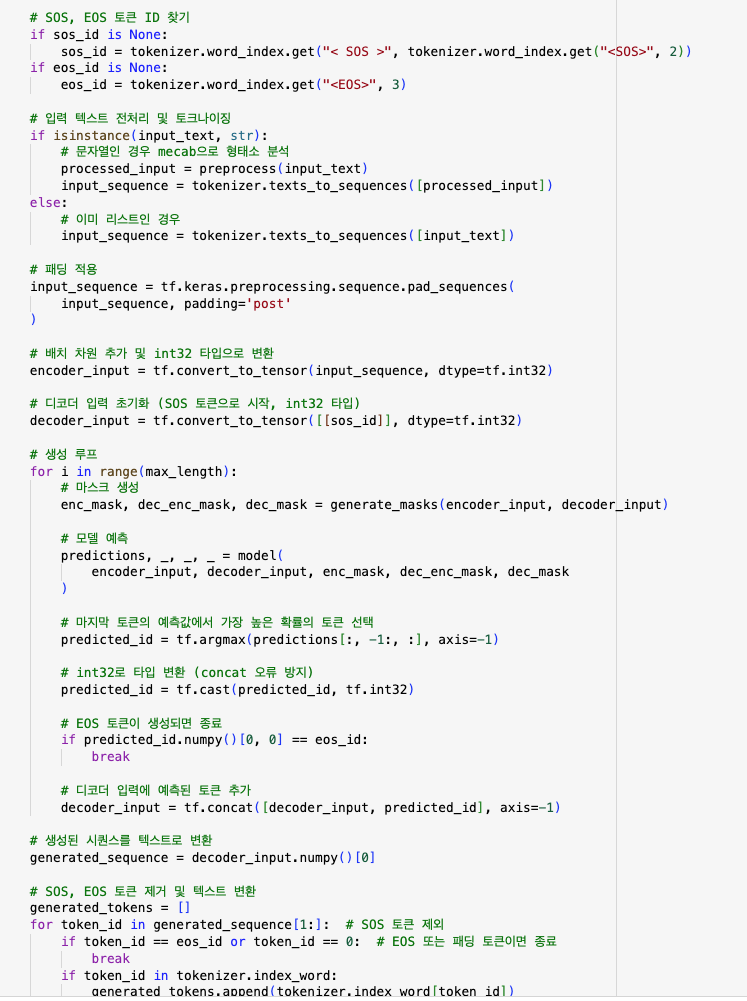 # SOS, EOS 토큰 ID 찾기
if sos_id is None:
    sos_id = tokenizer.word_index.get("< SOS >", tokenizer.word_index.get("<SOS>", 2))
if eos_id is None:
    eos_id = tokenizer.word_index.get("<EOS>", 3)

# 입력 텍스트 전처리 및 토크나이징
if isinstance(input_text, str):
    # 문자열인 경우 mecab으로 형태소 분석
    processed_input = preprocess(input_text)
    input_sequence = tokenizer.texts_to_sequences([processed_input])
else:
    # 이미 리스트인 경우
    input_sequence = tokenizer.texts_to_sequences([input_text])

# 패딩 적용
input_sequence = tf.keras.preprocessing.sequence.pad_sequences(
    input_sequence, padding='post'
)

# 배치 차원 추가 및 int32 타입으로 변환
encoder_input = tf.convert_to_tensor(input_sequence, dtype=tf.int32)

# 디코더 입력 초기화 (SOS 토큰으로 시작, int32 타입)
decoder_input = tf.convert_to_tensor([[sos_id]], dtype=tf.int32)

# 생성 루프
for i in range(max_length):
    # 마스크 생성
    enc_mask, dec_enc_mask, dec_mask = generate_masks(encoder_input, decoder_input)

    # 모델 예측
    predictions, _, _, _ = model(
        encoder_input, decoder_input, enc_mask, dec_enc_mask, dec_mask
    )

    # 마지막 토큰의 예측값에서 가장 높은 확률의 토큰 선택
    predicted_id = tf.argmax(predictions[:, -1:, :], axis=-1)

    # int32로 타입 변환 (concat 오류 방지)
    predicted_id = tf.cast(predicted_id, tf.int32)

    # EOS 토큰이 생성되면 종료
    if predicted_id.numpy()[0, 0] == eos_id:
        break

    # 디코더 입력에 예측된 토큰 추가
    decoder_input = tf.concat([decoder_input, predicted_id], axis=-1)

# 생성된 시퀀스를 텍스트로 변환
generated_sequence = decoder_input.numpy()[0]

# SOS, EOS 토큰 제거 및 텍스트 변환
generated_tokens = []
for token_id in generated_sequence[1:]:  # SOS 토큰 제외
    if token_id == eos_id or token_id == 0:  # EOS 또는 패딩 토큰이면 종료
        break
    if token_id in tokenizer.index_word:
        generated_tokens.append(tokenizer.index_word[token_id])